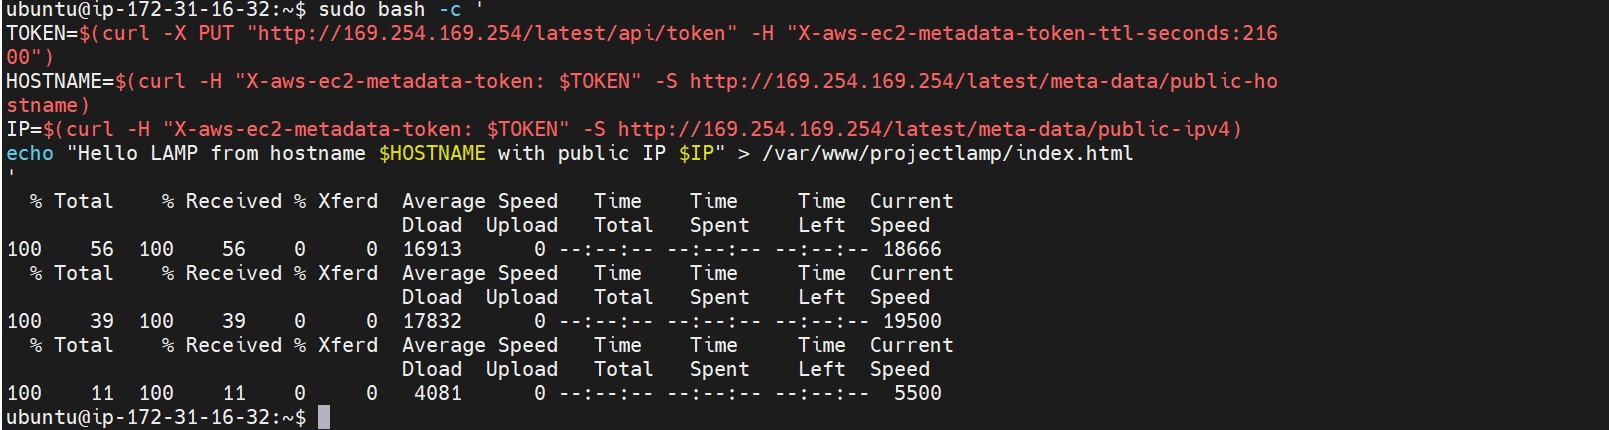 ubuntu@ip-172-31-16-32:~$ sudo bash -c '
TOKEN=$(curl -X PUT "http://169.254.169.254/latest/api/token" -H "X-aws-ec2-metadata-token-ttl-seconds:216
00")
HOSTNAME=$(curl -H "X-aws-ec2-metadata-token: $TOKEN" -S http://169.254.169.254/latest/meta-data/public-ho
stname)
IP=$(curl -H "X-aws-ec2-metadata-token: $TOKEN" -S http://169.254.169.254/latest/meta-data/public-ipv4)
echo "Hello LAMP from hostname $HOSTNAME with public IP $IP" > /var/www/projectlamp/index.html
'
  % Total    % Received % Xferd  Average Speed   Time    Time     Time  Current
                                 Dload  Upload   Total   Spent    Left  Speed
100    56  100    56    0     0  16913      0 --:--:-- --:--:-- --:--:-- 18666
  % Total    % Received % Xferd  Average Speed   Time    Time     Time  Current
                                 Dload  Upload   Total   Spent    Left  Speed
100    39  100    39    0     0  17832      0 --:--:-- --:--:-- --:--:-- 19500
  % Total    % Received % Xferd  Average Speed   Time    Time     Time  Current
                                 Dload  Upload   Total   Spent    Left  Speed
100    11  100    11    0     0   4081      0 --:--:-- --:--:-- --:--:--  5500
ubuntu@ip-172-31-16-32:~$